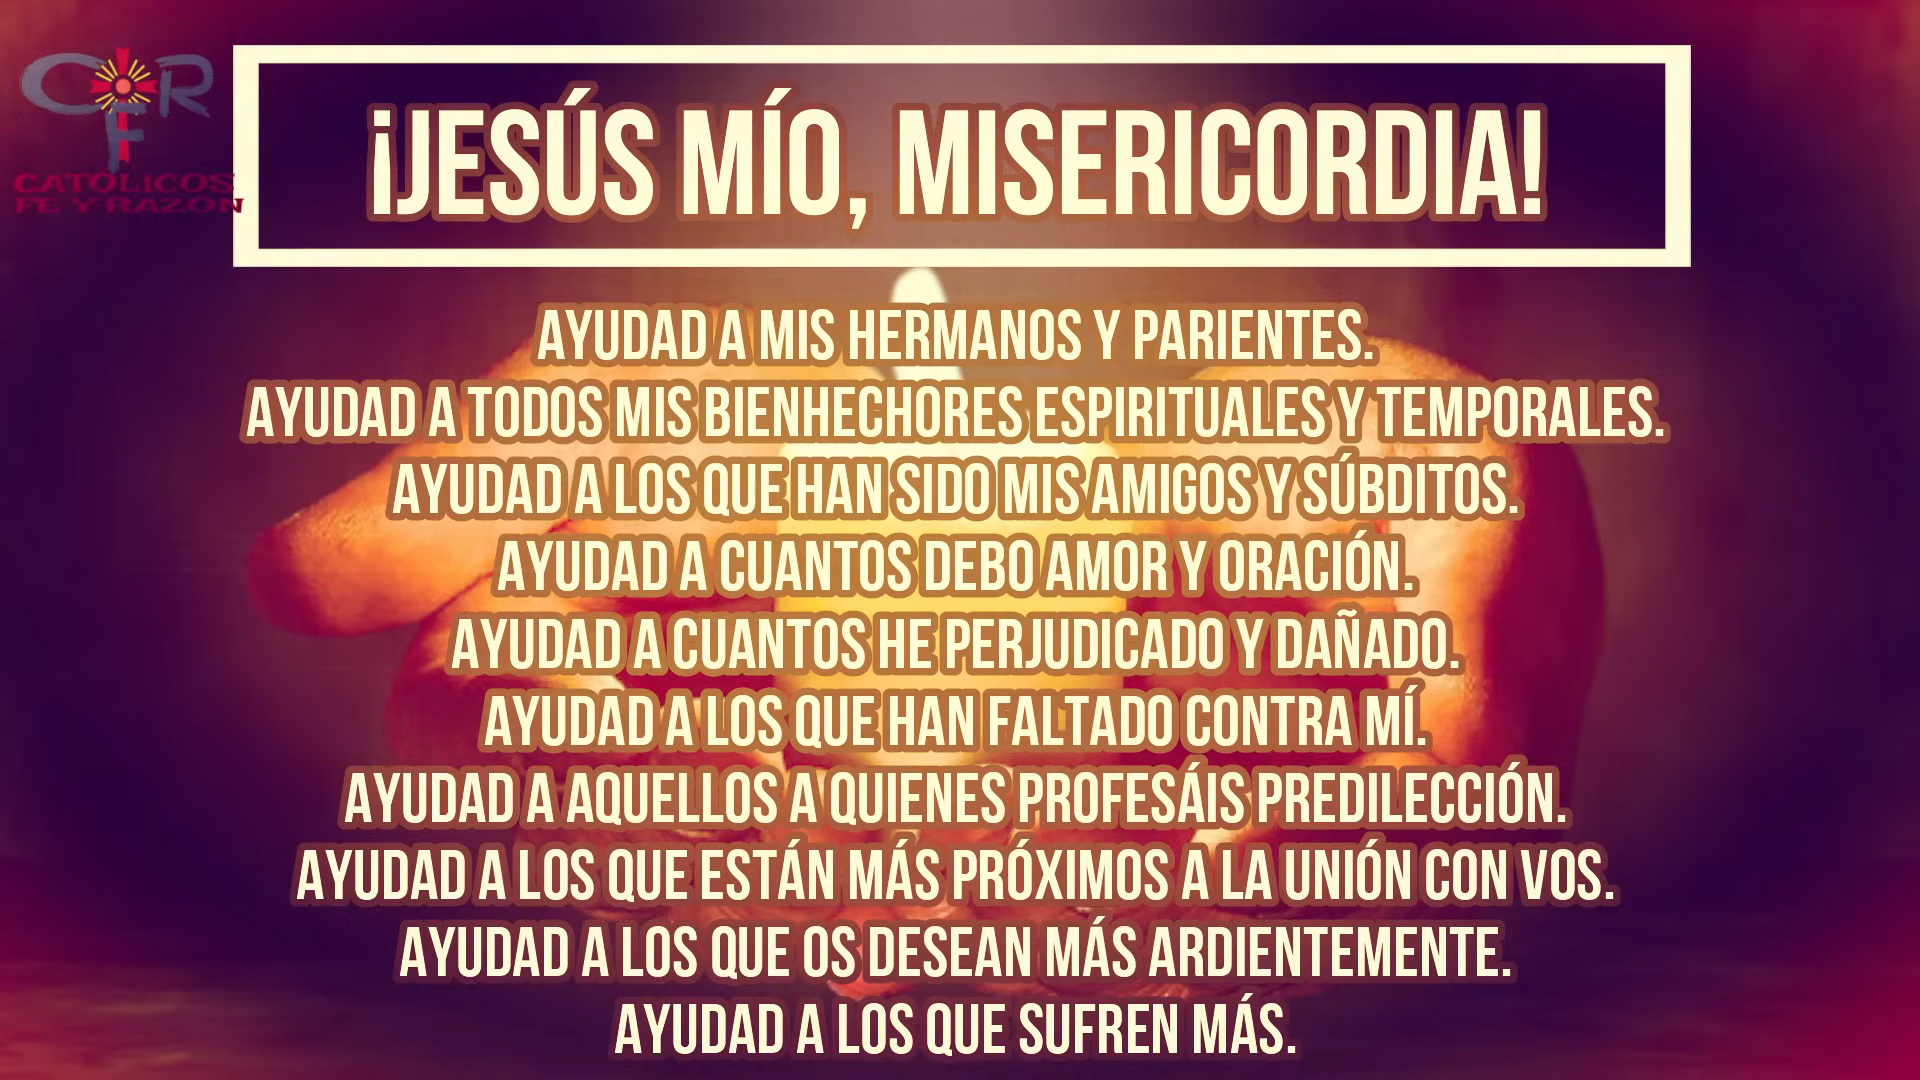 CFR
CATÓLICOS
FE Y RAZÓN
¡JESÚS MÍO, MISERICORDIA!
AYUDAD A MIS HERMANOS Y PARIENTES.
AYUDAD A TODOS MIS BIENHECHORES ESPIRITUALES Y TEMPORALES.
AYUDAD A LOS QUE HAN SIDO MIS AMIGOS Y SÚBDITOS.
AYUDAD A CUANTOS DEBO AMOR Y ORACIÓN.
AYUDAD A CUANTOS HE PERJUDICADO Y DAÑADO.
AYUDAD A LOS QUE HAN FALTADO CONTRA MÍ.
AYUDAD A AQUELLOS A QUIENES PROFESÁIS PREDILECCIÓN.
AYUDAD A LOS QUE ESTÁN MÁS PRÓXIMOS A LA UNIÓN CON VOS.
AYUDAD A LOS QUE OS DESEAN MÁS ARDIENTEMENTE.
AYUDAD A LOS QUE SUFREN MÁS.